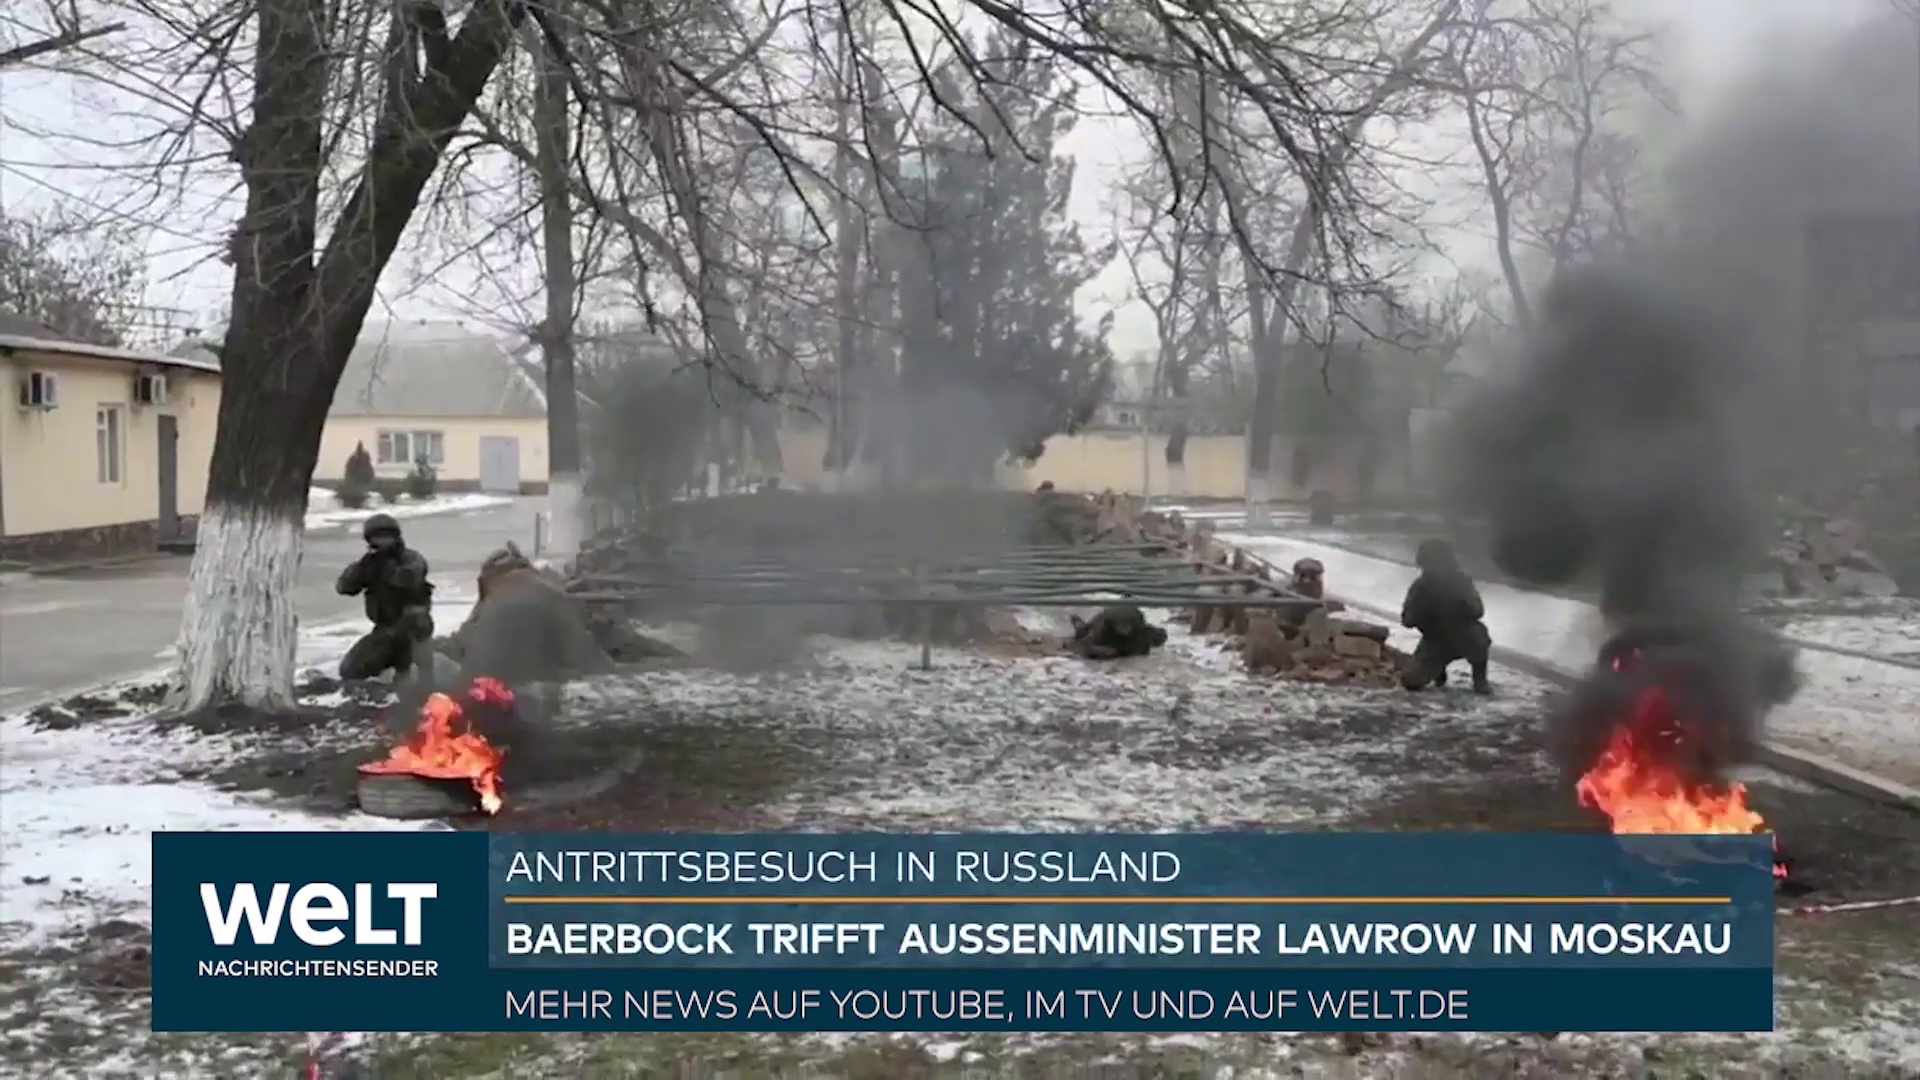 ANTRITTSBESUCH IN RUSSLAND
WELT
NACHRICHTENSENDER
BAERBOCK TRIFFT AUSSENMINISTER LAWROW IN MOSKAU
MEHR NEWS AUF YOUTUBE, IM TV UND AUF WELT.DE